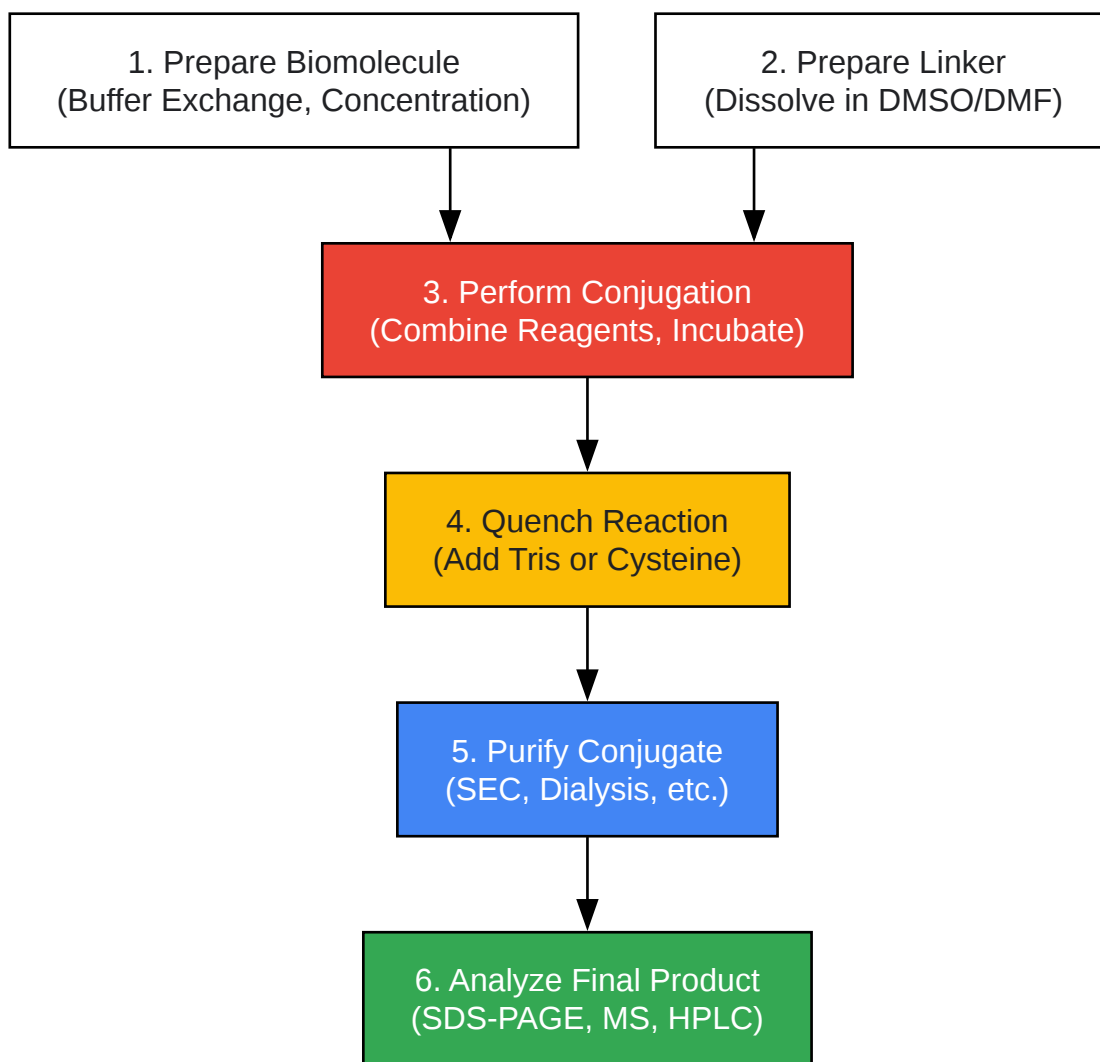 1. Prepare Biomolecule
(Buffer Exchange, Concentration)
2. Prepare Linker
(Dissolve in DMSO/DMF)
3. Perform Conjugation
(Combine Reagents, Incubate)
4. Quench Reaction
(Add Tris or Cysteine)
5. Purify Conjugate
(SEC, Dialysis, etc.)
6. Analyze Final Product
(SDS-PAGE, MS, HPLC)